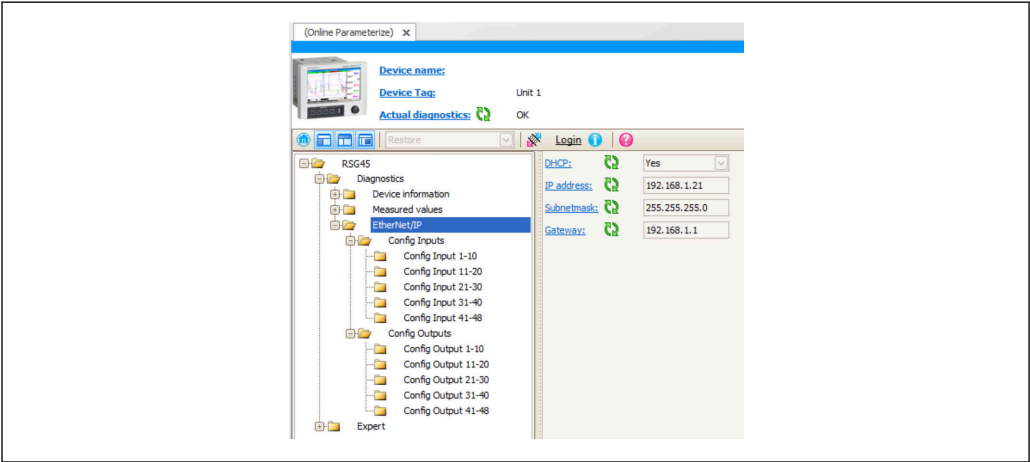 (Online Parameterize) X
Device name:
Device Tag: Unit 1
Actual diagnostics: OK
Restore Login
RSG45
Diagnostics
Device information
Measured values
EtherNet/IP
Config Inputs
Config Input 1-10
Config Input 11-20
Config Input 21-30
Config Input 31-40
Config Input 41-48
Config Outputs
Config Output 1-10
Config Output 11-20
Config Output 21-30
Config Output 31-40
Config Output 41-48
Expert
DHCP: Yes
IP address: 192.168.1.21
Subnetmask: 255.255.255.0
Gateway: 192.168.1.1